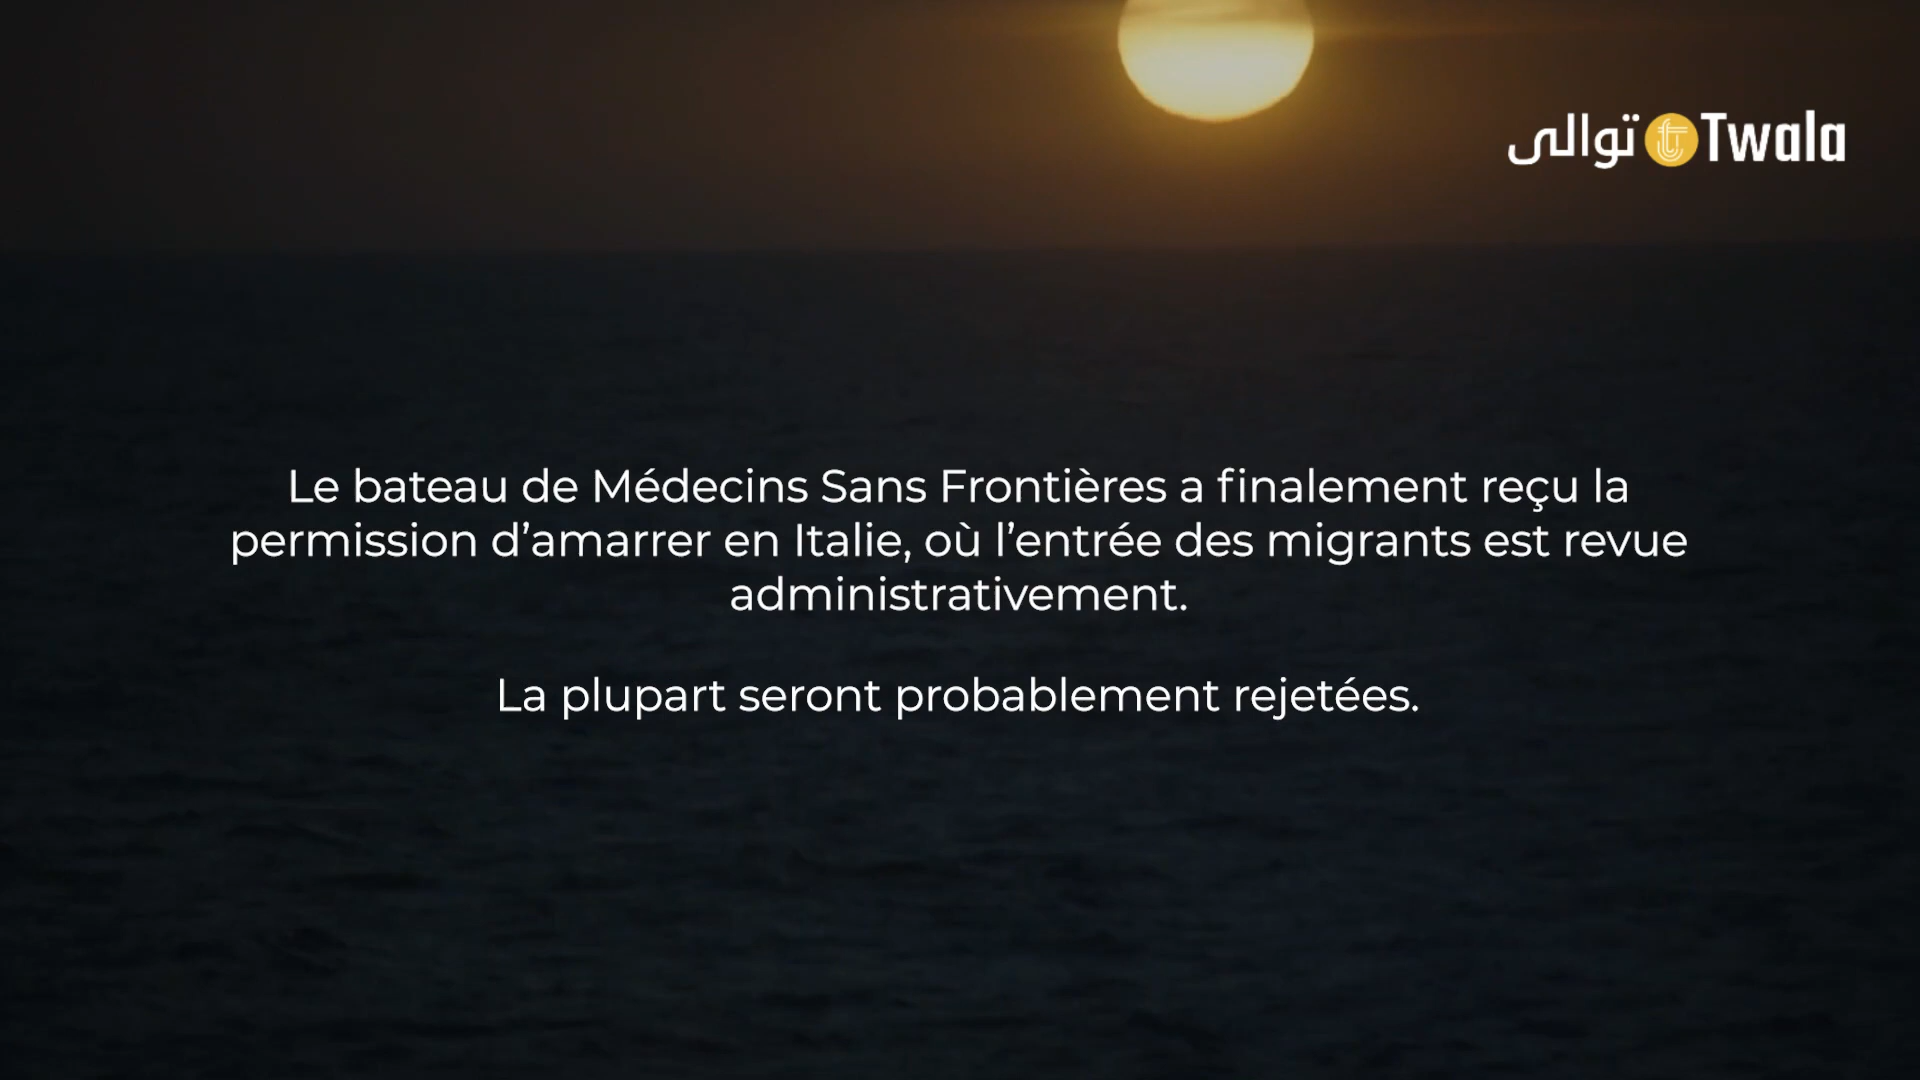 توالى Twala
Le bateau de Médecins Sans Frontières a finalement reçu la
permission d’amarrer en Italie, où l’entrée des migrants est revue
administrativement.
La plupart seront probablement rejetées.